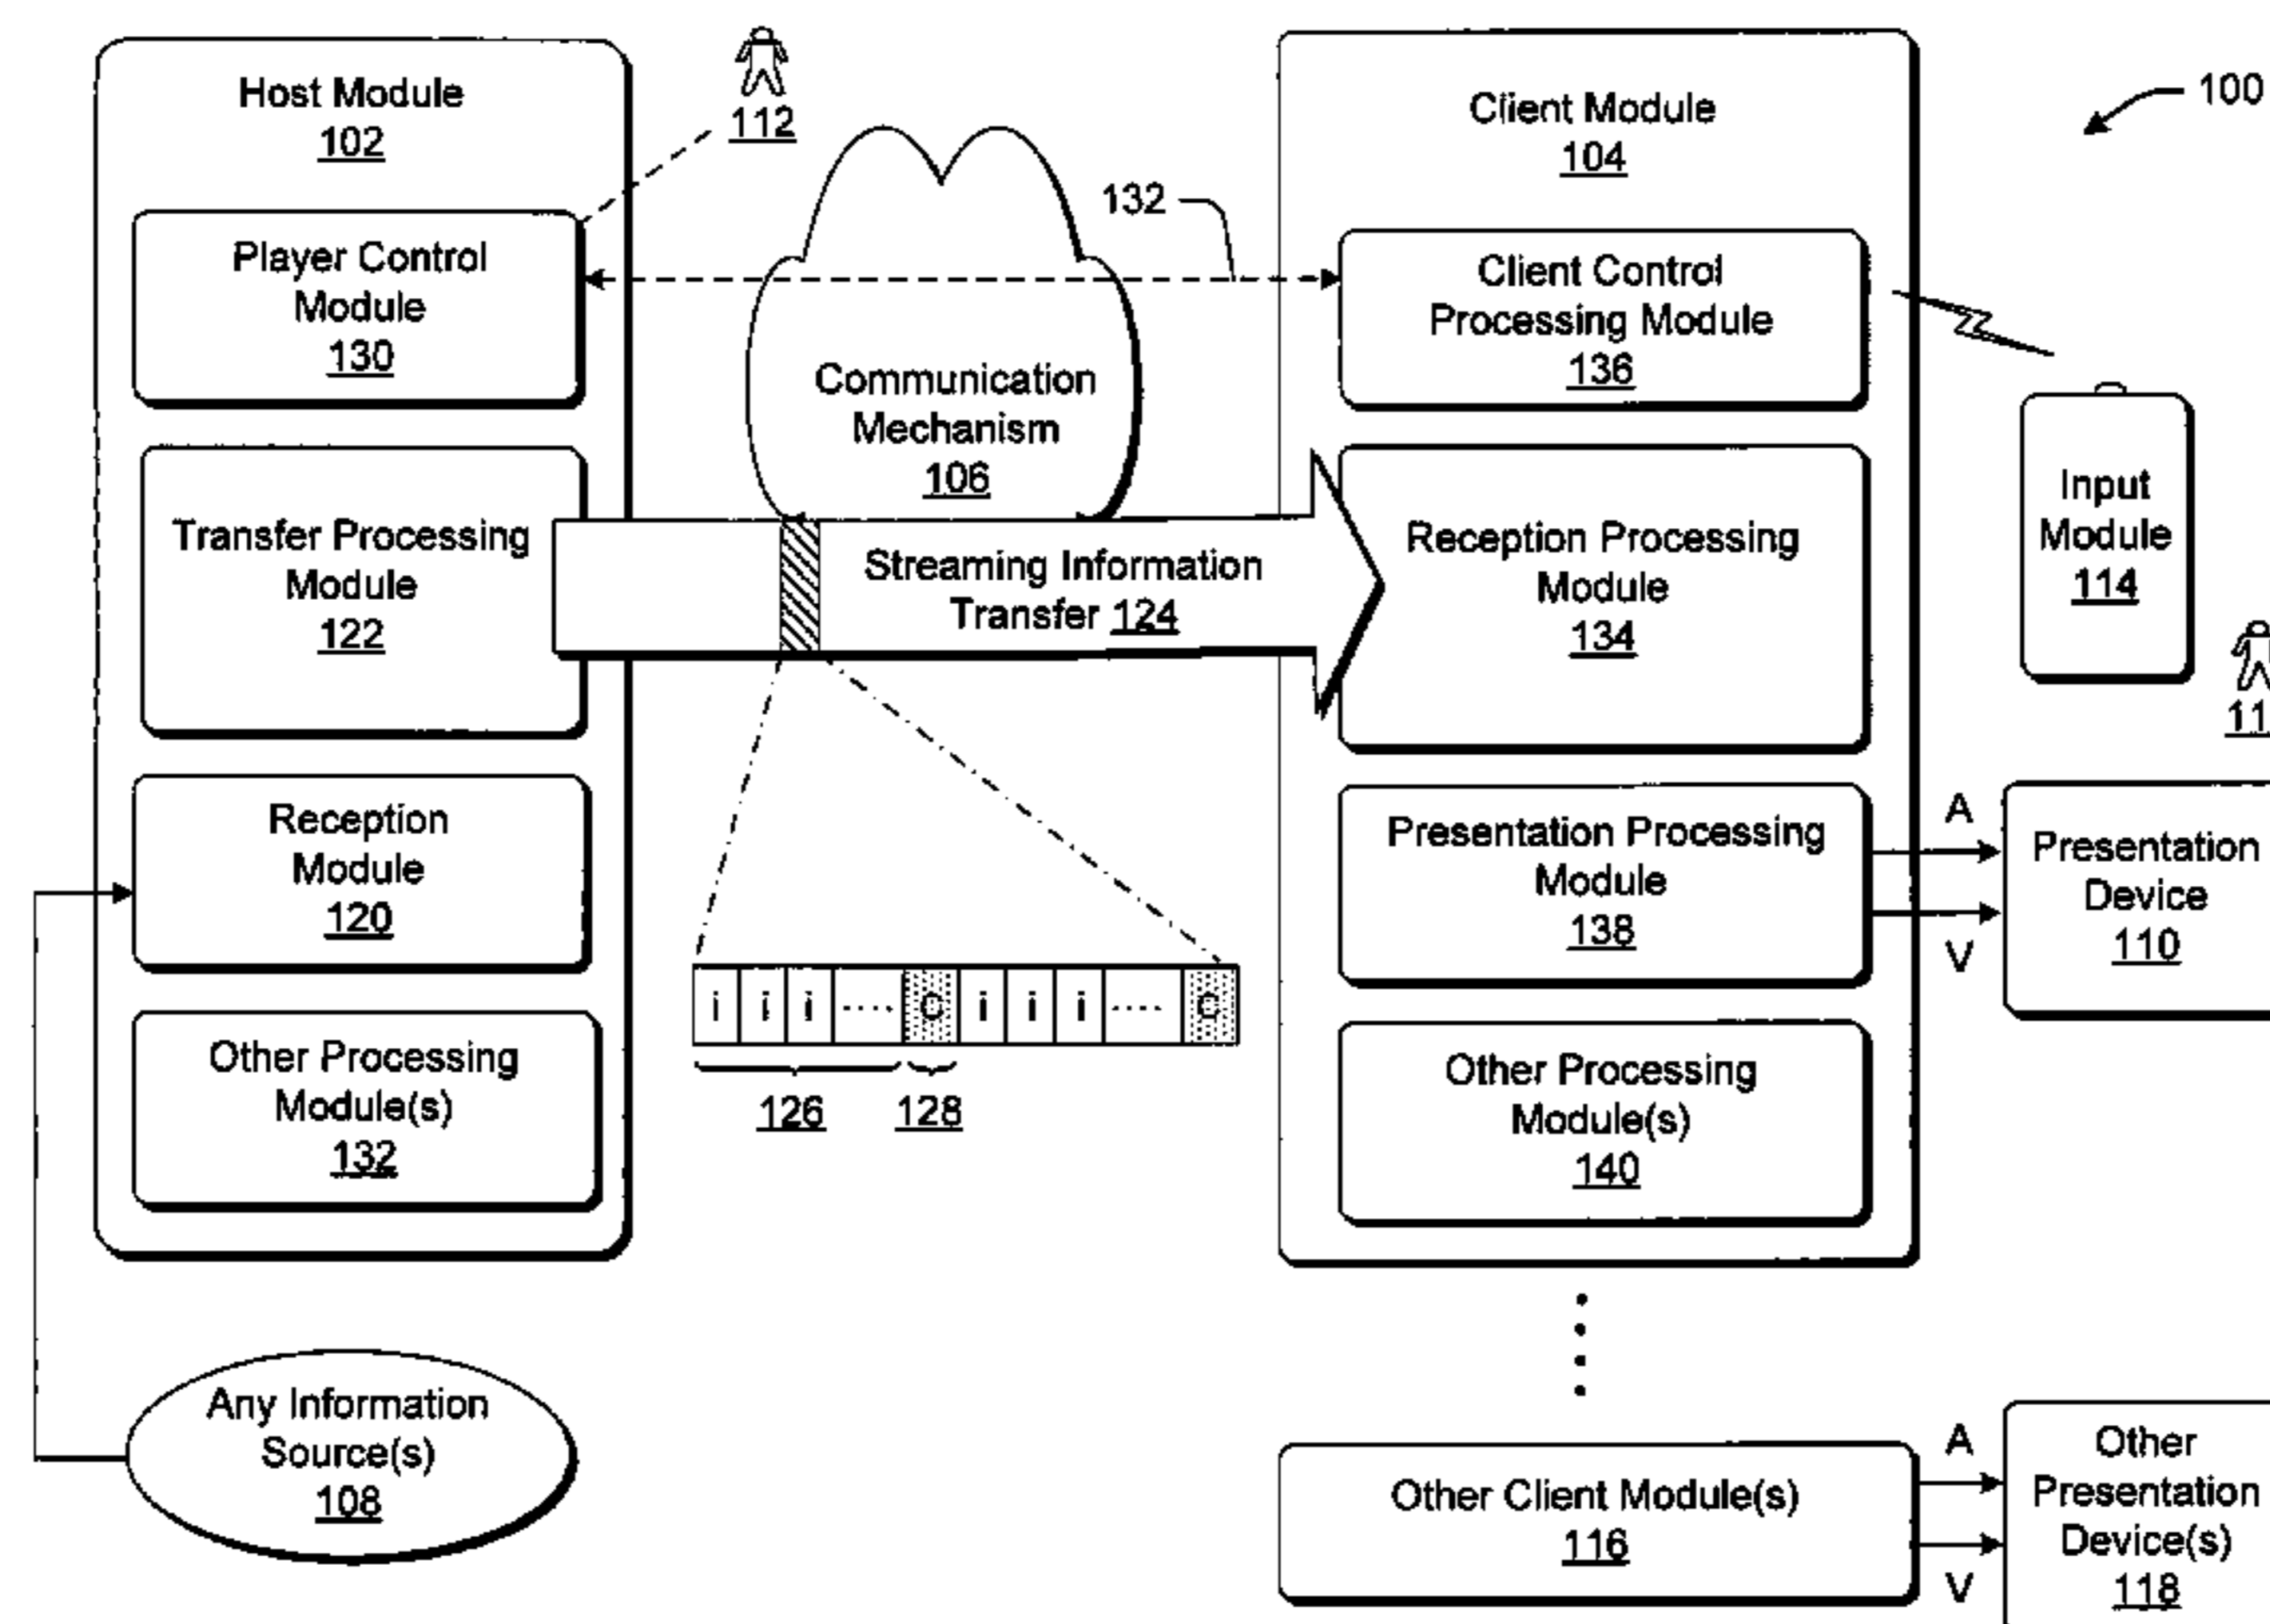 Host Module
102
Player Control
Module
130
Transfer Processing
Module
122
Reception
Module
120
Other Processing
Module(s)
132
Any Information
Source(s)
108
112
Communication
Mechanism
106
132
Streaming Information
Transfer 124
i i i ···· C i i i ···· C
126 128
Client Module
104
Client Control
Processing Module
136
Reception Processing
Module
134
Presentation Processing
Module
138
Other Processing
Module(s)
140
Other Client Module(s)
116
100
Input
Module
114
A
V
Presentation
Device
110
A
V
Other
Presentation
Device(s)
118